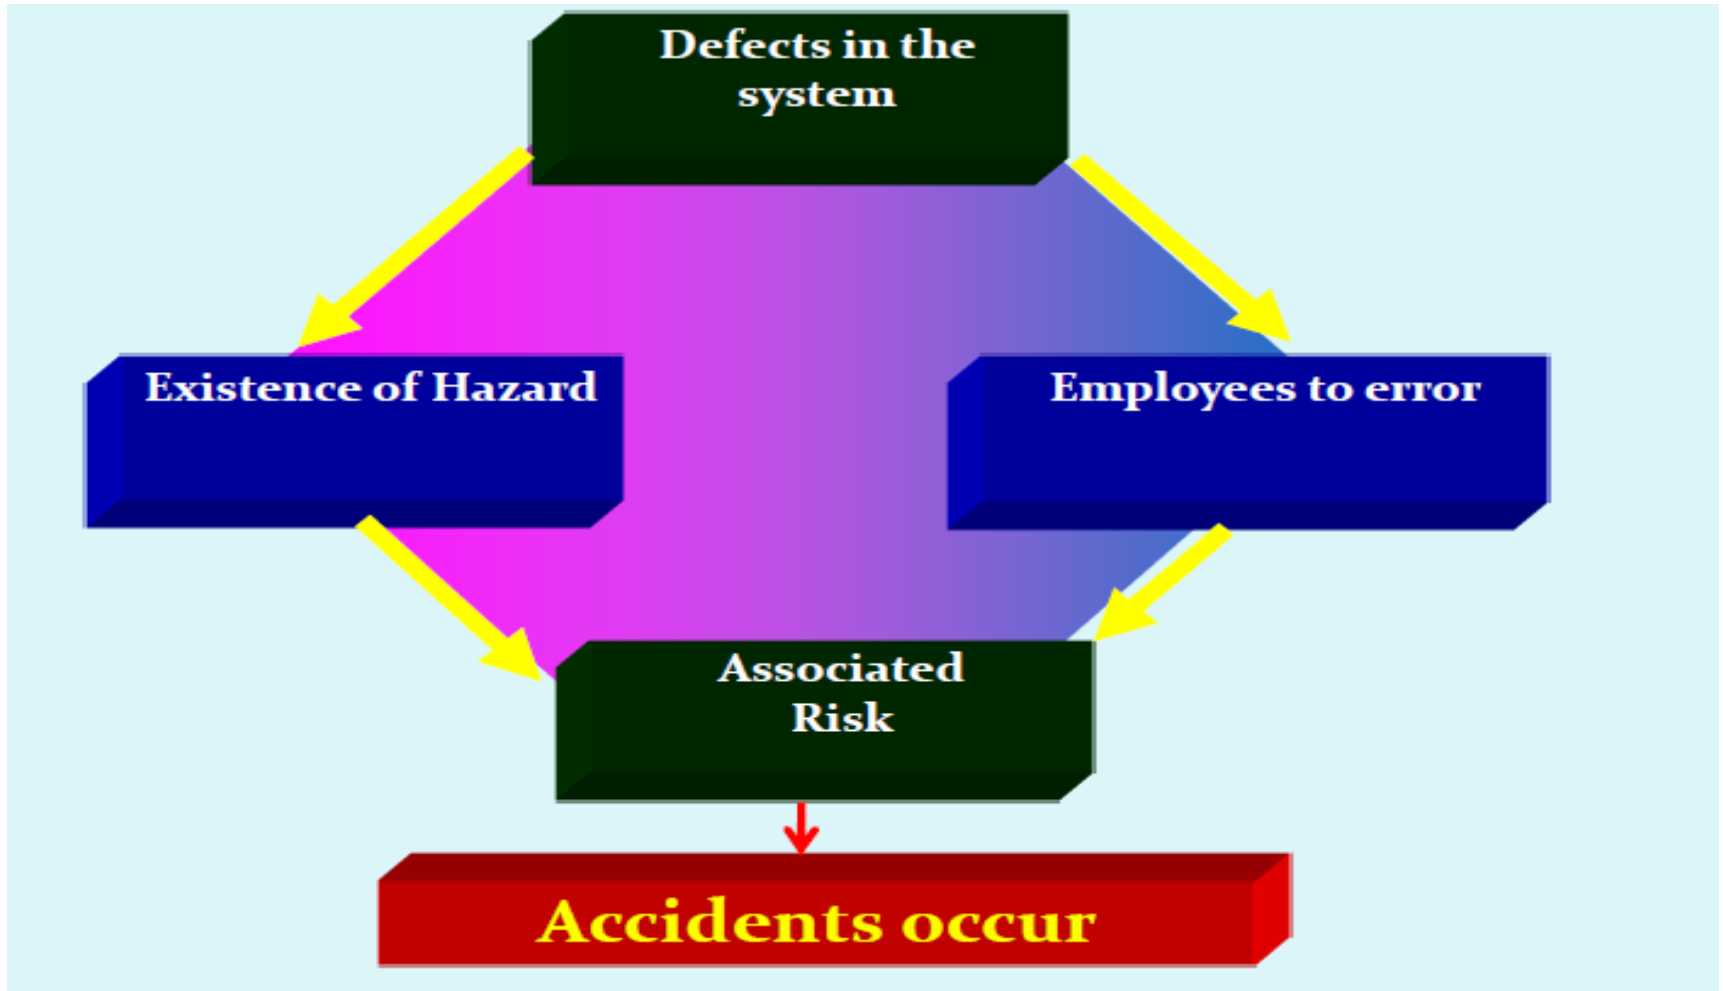 Defects in the
system
Existence of Hazard
Employees to error
Associated
Risk
Accidents occur